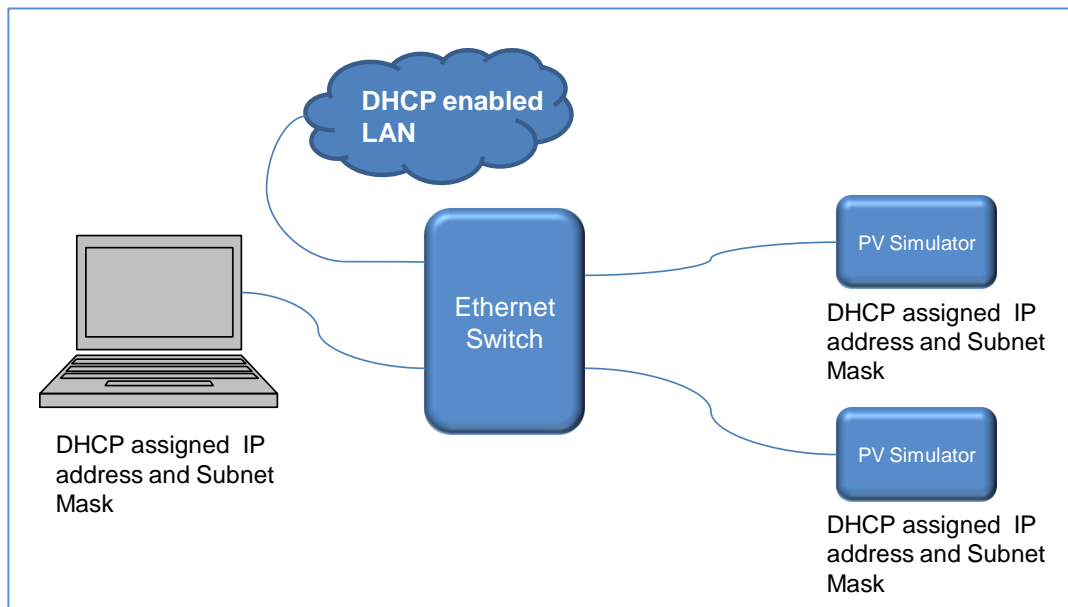 DHCP enabled
LAN
Ethernet
Switch
PV Simulator
DHCP assigned  IP
address and Subnet
Mask
DHCP assigned  IP
address and Subnet
Mask
PV Simulator
DHCP assigned  IP
address and Subnet
Mask